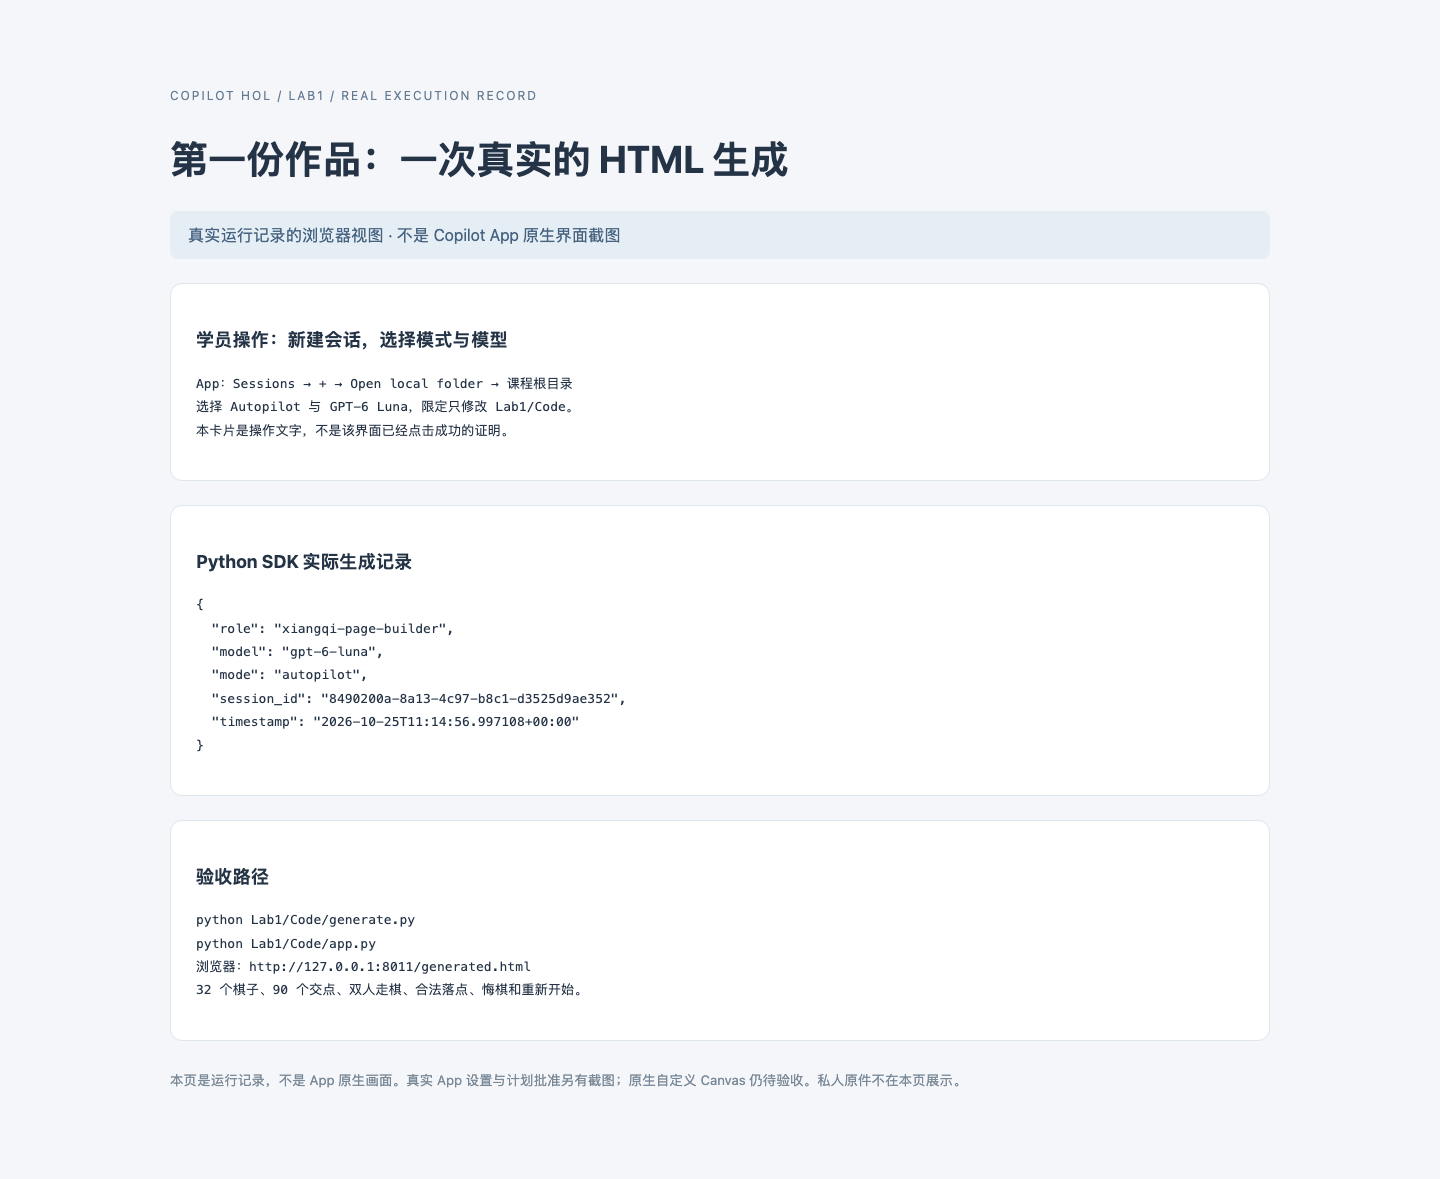 COPILOT HOL / LAB1 / REAL EXECUTION RECORD
第一份作品：一次真实的 HTML 生成
真实运行记录的浏览器视图 · 不是 Copilot App 原生界面截图
学员操作：新建会话，选择模式与模型
App：Sessions → + → Open local folder → 课程根目录
选择 Autopilot 与 GPT-6 Luna，限定只修改 Lab1/Code。
本卡片是操作文字，不是该界面已经点击成功的证明。
Python SDK 实际生成记录
{
  "role": "xiangqi-page-builder",
  "model": "gpt-6-luna",
  "mode": "autopilot",
  "session_id": "8490200a-8a13-4c97-b8c1-d3525d9ae352",
  "timestamp": "2026-10-25T11:14:56.997108+00:00"
}
验收路径
python Lab1/Code/generate.py
python Lab1/Code/app.py
浏览器：http://127.0.0.1:8011/generated.html
32 个棋子、90 个交点、双人走棋、合法落点、悔棋和重新开始。
本页是运行记录，不是 App 原生画面。真实 App 设置与计划批准另有截图；原生自定义 Canvas 仍待验收。私人原件不在本页展示。